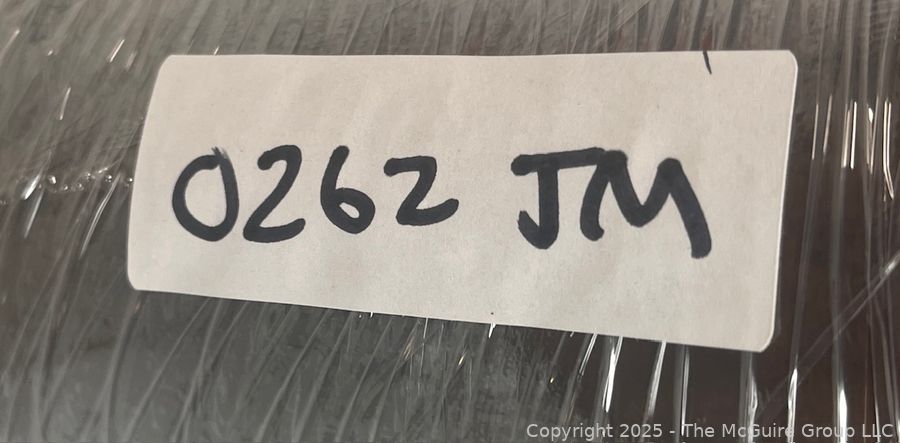 0262 JM
Copyright 2025 - The McGuire Group LLC